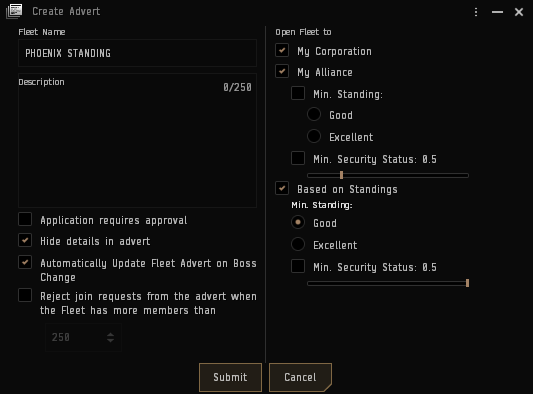 Create Advert
Fleet Name
PHOENIX STANDING
Description
0/250
Application requires approval
Hide details in advert
Automatically Update Fleet Advert on Boss
Change
Reject join requests from the advert when
the Fleet has more members than
250
Open Fleet to
My Corporation
My Alliance
Min. Standing:
Good
Excellent
Min. Security Status: 0.5
Based on Standings
Min. Standing:
Good
Excellent
Min. Security Status: 0.5
Submit
Cancel